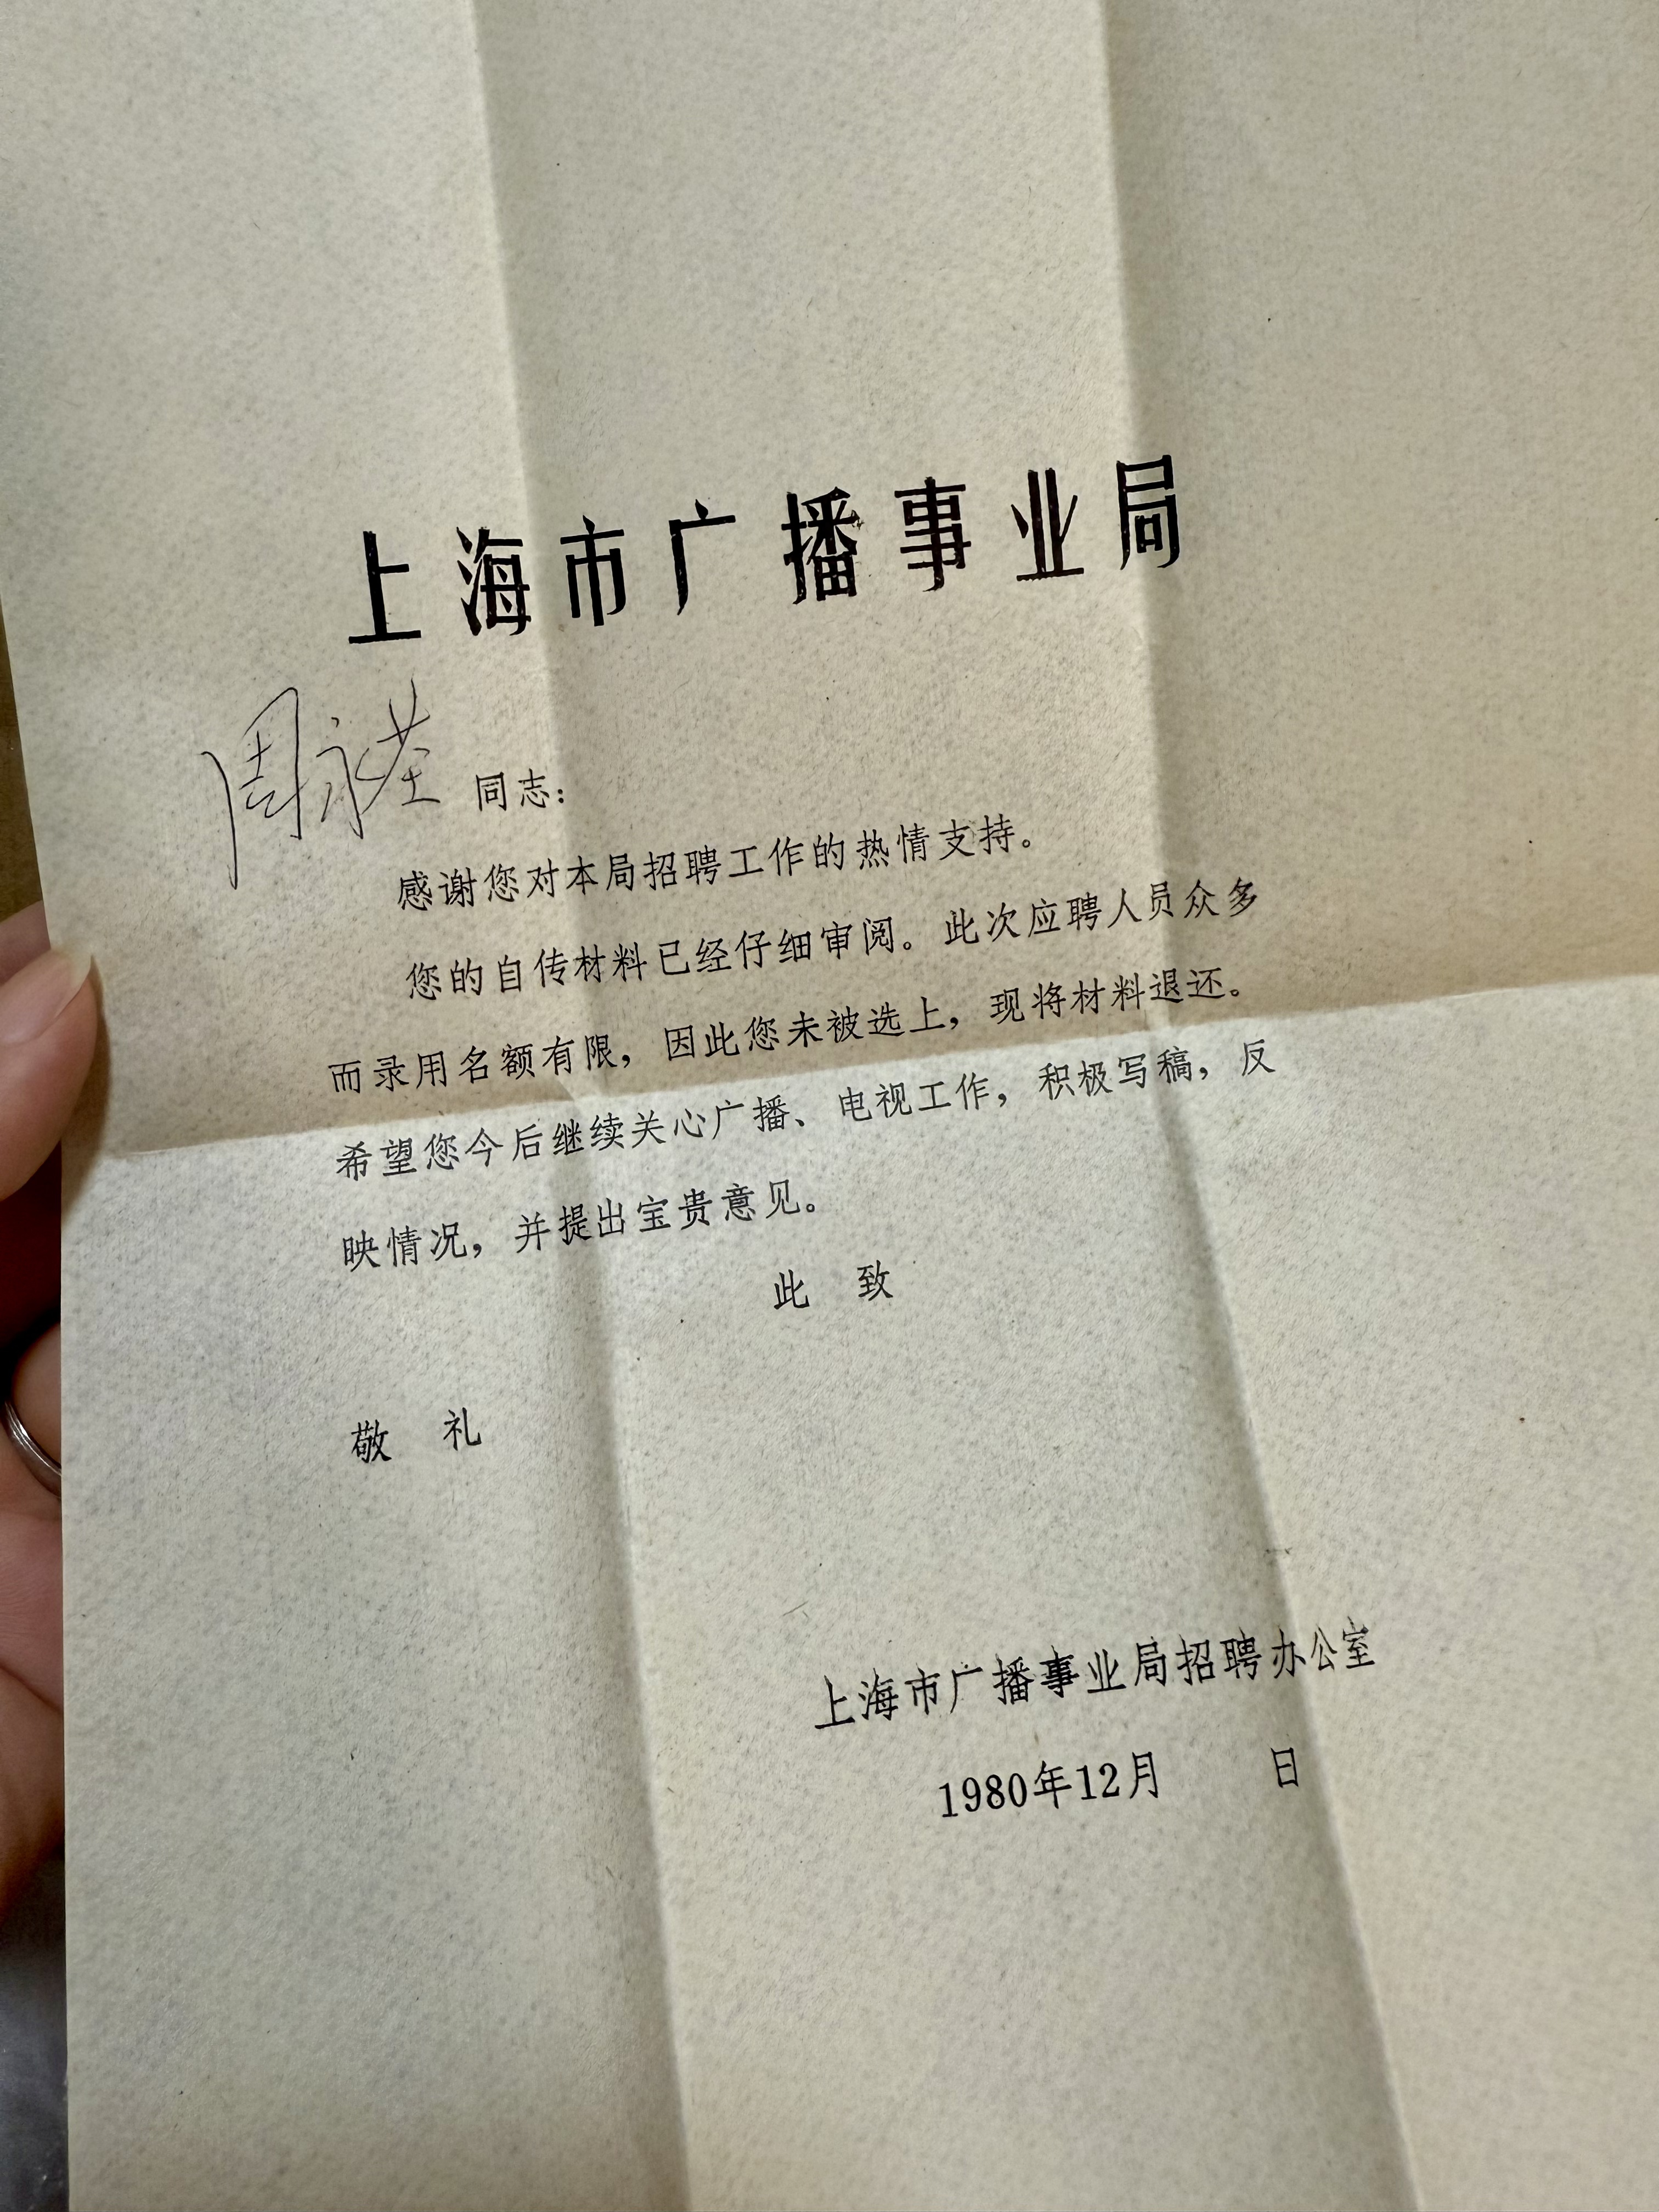 上海市广播事业局
周永 同志：
感谢您对本局招聘工作的热情支持。
您的自传材料已经仔细审阅。此次应聘人员众多
而录用名额有限，因此您未被选上，现将材料退还。
希望您今后继续关心广播、电视工作，积极写稿，反
映情况，并提出宝贵意见。
此 致
敬 礼
上海市广播事业局招聘办公室
1980年12月 日